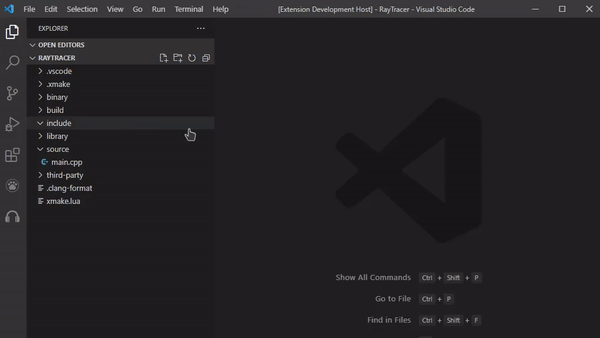 File Edit Selection View Go Run Terminal Help [Extension Development Host] - RayTracer - Visual Studio Code
EXPLORER
OPEN EDITORS
RAYTRACER
.vscode
.xmake
binary
build
include
library
source
main.cpp
third-party
.clang-format
xmake.lua
Show All Commands Ctrl + Shift + P
Go to File Ctrl + P
Find in Files Ctrl + Shift + F